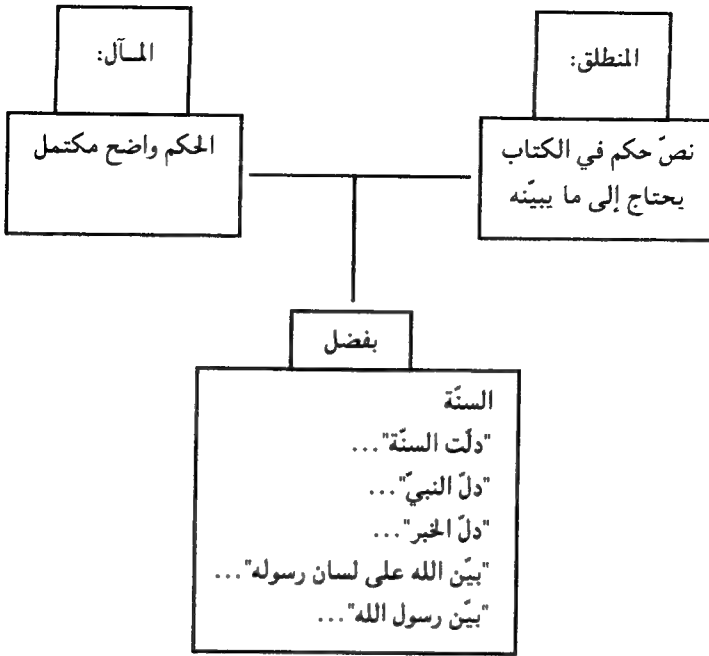 المنطلق:
نصّ حكم في الكتاب
يحتاج إلى ما يبيّنه
المــآل:
الحكم واضح مكتمل
بفضل
السنّة
"دلّت السنّة"...
"دلّ النبيّ"...
"دلّ الخبر"...
"بيّن الله على لسان رسوله"...
"بيّن رسول الله"...